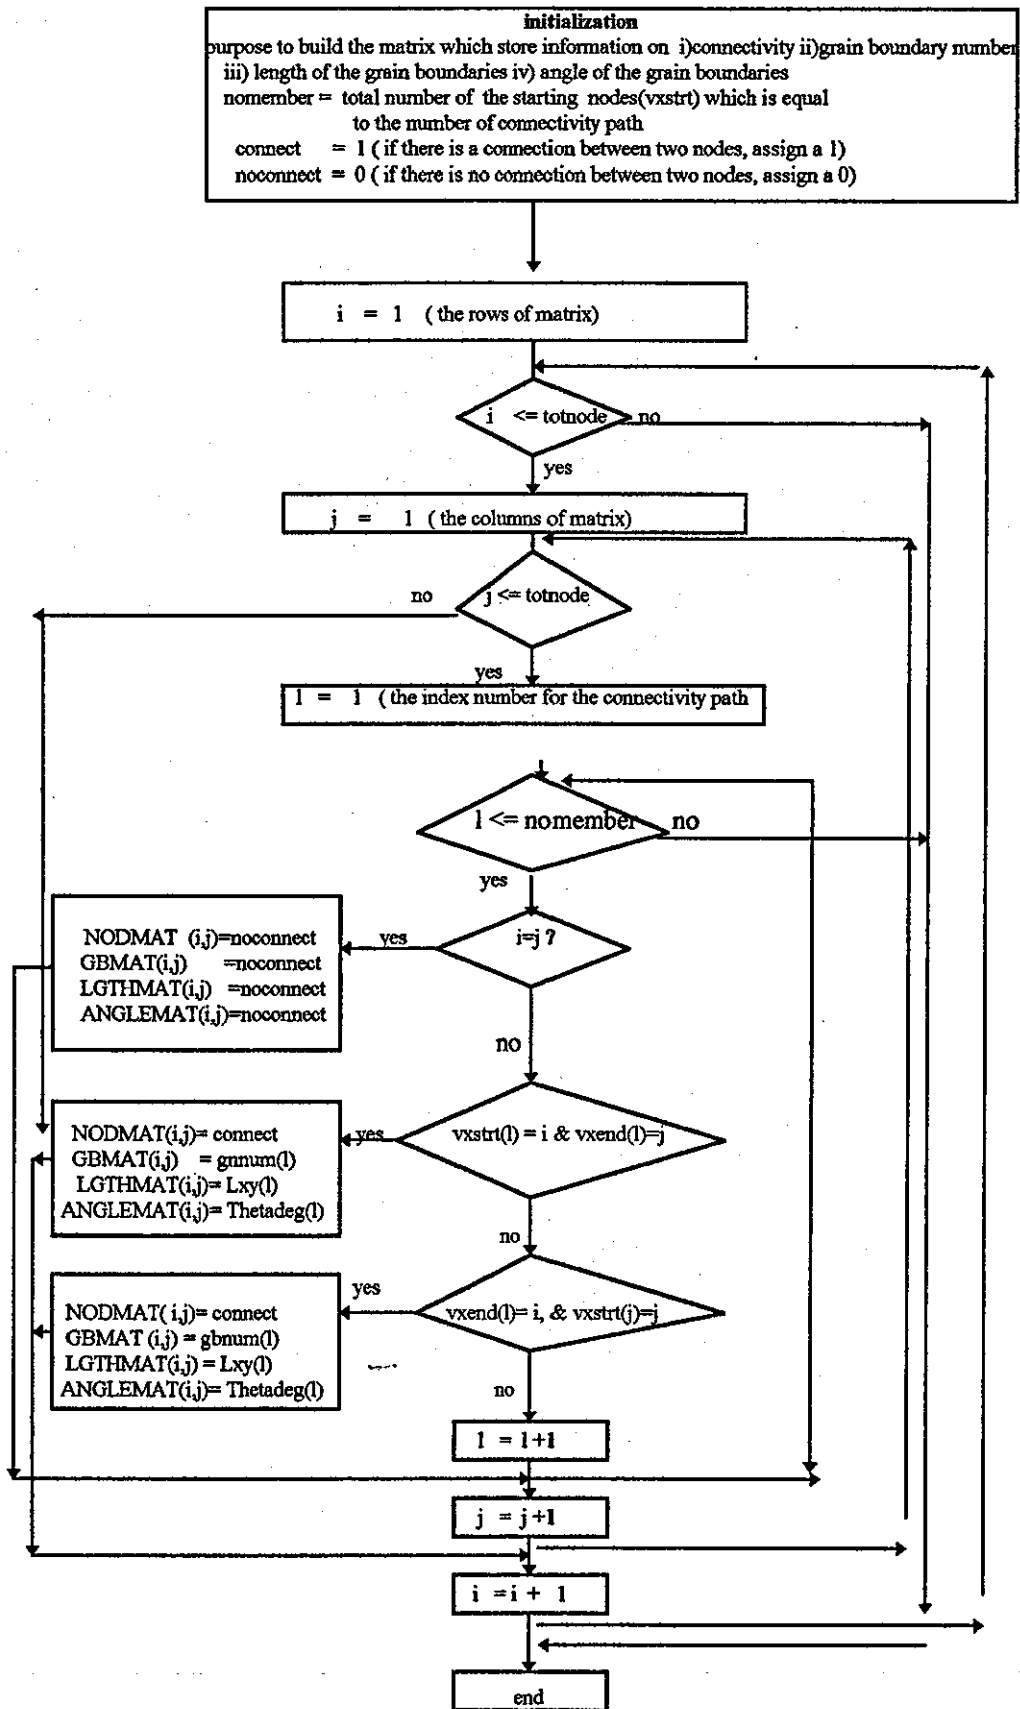 initialization
purpose to build the matrix which store information on i)connectivity ii)grain boundary number
iii) length of the grain boundaries iv) angle of the grain boundaries
nomember = total number of the starting nodes(vxstrt) which is equal
to the number of connectivity path
connect = 1 ( if there is a connection between two nodes, assign a 1)
noconnect = 0 ( if there is no connection between two nodes, assign a 0)
i = 1 ( the rows of matrix)
i <= totnode no
yes
j = 1 ( the columns of matrix)
no
j <= totnode
yes
l = 1 ( the index number for the connectivity path
l <= nomember no
yes
i=j ?
yes
NODMAT (i,j)=noconnect
GBMAT(i,j) =noconnect
LGTHMAT(i,j) =noconnect
ANGLEMAT(i,j)=noconnect
no
vxstrt(l) = i & vxend(l)=j
yes
NODMAT(i,j)= connect
GBMAT(i,j) = gnnum(l)
LGTHMAT(i,j)= Lxy(l)
ANGLEMAT(i,j)= Thetadeg(l)
no
yes
vxend(l)= i, & vxstrt(j)=j
NODMAT( i,j)= connect
GBMAT (i,j) = gbnum(l)
LGTHMAT(i,j) = Lxy(l)
ANGLEMAT(i,j)= Thetadeg(l)
no
l = l+1
j = j+1
i = i + 1
end